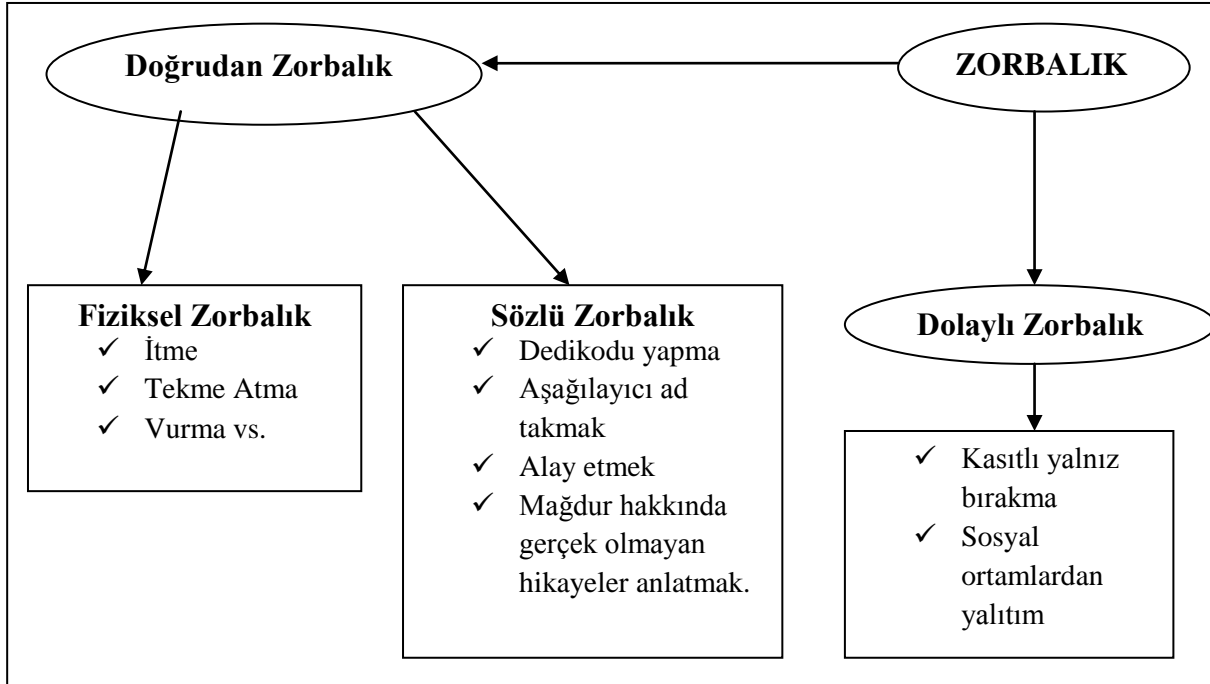 Doğrudan Zorbalık
ZORBALIK
Fiziksel Zorbalık
✓ İtme
✓ Tekme Atma
✓ Vurma vs.
Sözlü Zorbalık
✓ Dedikodu yapma
✓ Aşağılayıcı ad
takmak
✓ Alay etmek
✓ Mağdur hakkında
gerçek olmayan
hikayeler anlatmak.
Dolaylı Zorbalık
✓ Kasıtlı yalnız
bırakma
✓ Sosyal
ortamlardan
yalıtım